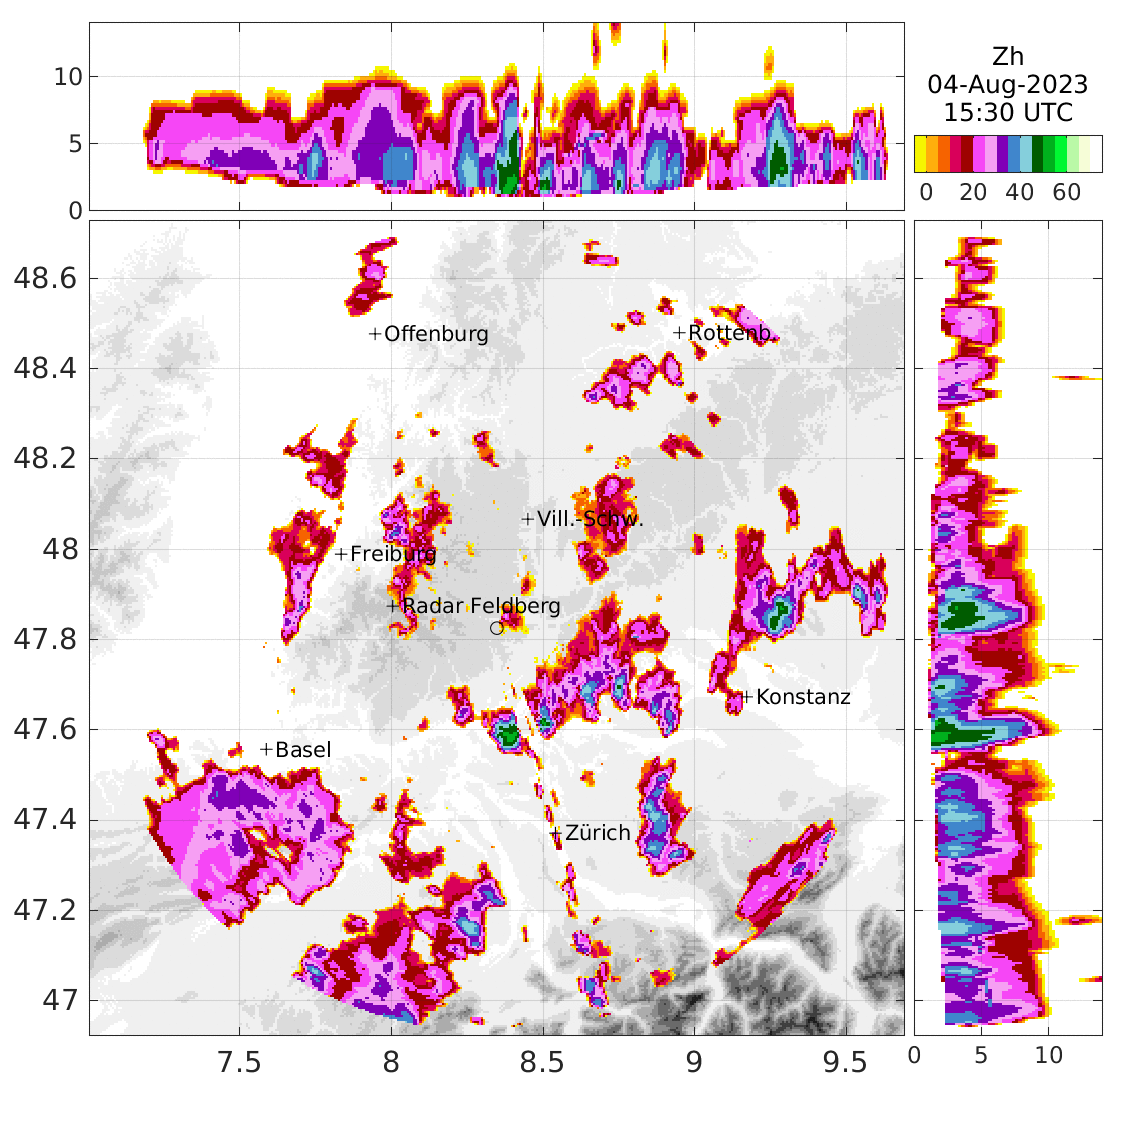 Zh
04-Aug-2023
15:30 UTC
0 20 40 60
10
5
0
48.6
48.4
48.2
48
47.8
47.6
47.4
47.2
47
+Offenburg
+Rottenb.
+Vill.-Schw.
+Freiburg
+Radar Feldberg
+Konstanz
+Basel
+Zürich
7.5 8 8.5 9 9.5
0 5 10